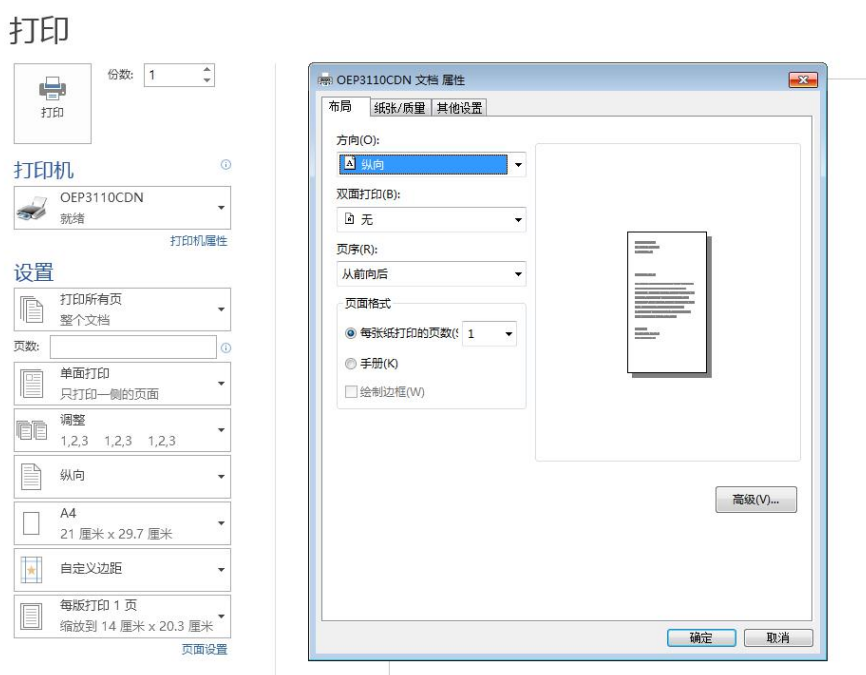 打印
份数: 1
打印
打印机
OEP3110CDN
就绪
打印机属性
设置
打印所有页
整个文档
页数:
单面打印
只打印一侧的页面
调整
1,2,3 1,2,3 1,2,3
纵向
A4
21 厘米 x 29.7 厘米
自定义边距
每版打印 1 页
缩放到 14 厘米 x 20.3 厘米
页面设置
OEP3110CDN 文档 属性
布局 纸张/质量 其他设置
方向(O):
A 纵向
双面打印(B):
无
页序(R):
从前向后
页面格式
每张纸打印的页数(S 1
手册(K)
绘制边框(W)
高级(V)...
确定 取消